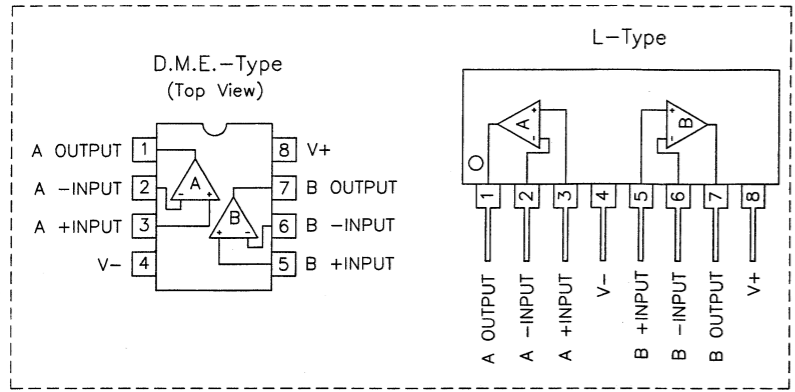 D.M.E.-Type
(Top View)
A OUTPUT 1
8 V+
A -INPUT 2
7 B OUTPUT
A +INPUT 3
6 B -INPUT
V- 4
5 B +INPUT
A
- +
B
+ -
L-Type
A
+
-
B
+
-
1 2 3 4 5 6 7 8
A OUTPUT
A -INPUT
A +INPUT
V-
B +INPUT
B -INPUT
B OUTPUT
V+